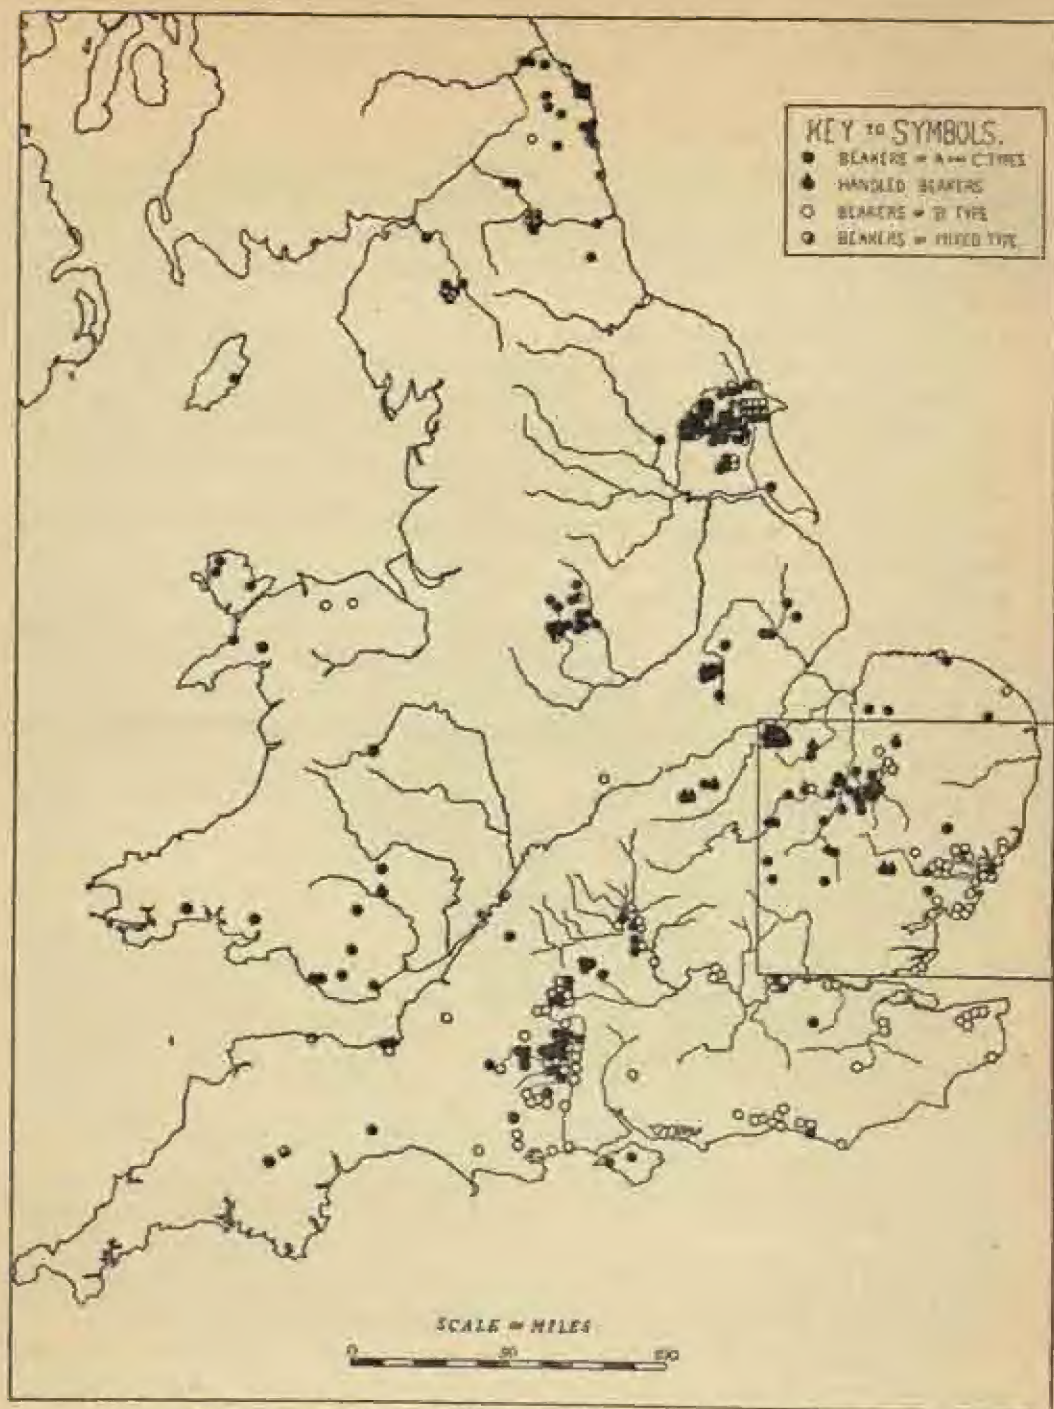 KEY TO SYMBOLS.
BEAKERS OF A AND C TYPES
HANDLED BEAKERS
BEAKERS OF B TYPE
BEAKERS OF MIXED TYPE
SCALE OF MILES
0 50 100